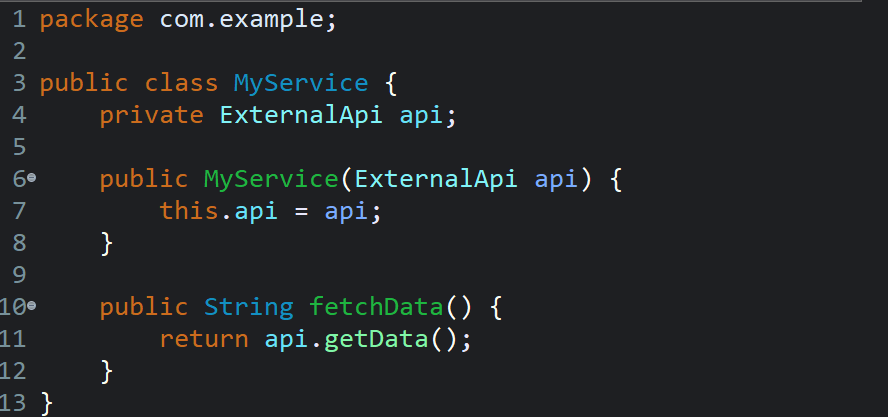 1 package com.example;
2
3 public class MyService {
4     private ExternalApi api;
5
6     public MyService(ExternalApi api) {
7         this.api = api;
8     }
9
10     public String fetchData() {
11         return api.getData();
12     }
13 }